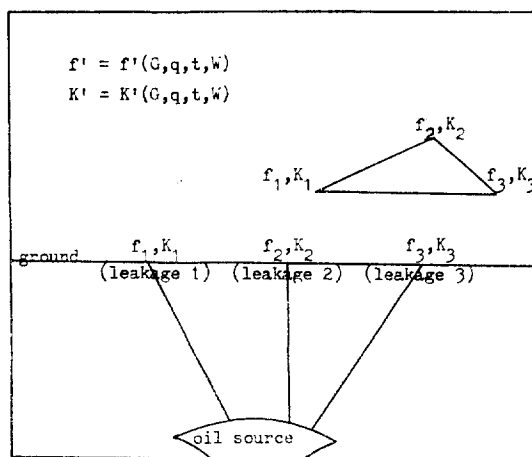 f' = f'(G,q,t,W)
K' = K'(G,q,t,W)
f₂,K₂
f₁,K₁
f₃,K₃
ground
f₁,K₁
f₂,K₂
f₃,K₃
(leakage 1)
(leakage 2)
(leakage 3)
oil source